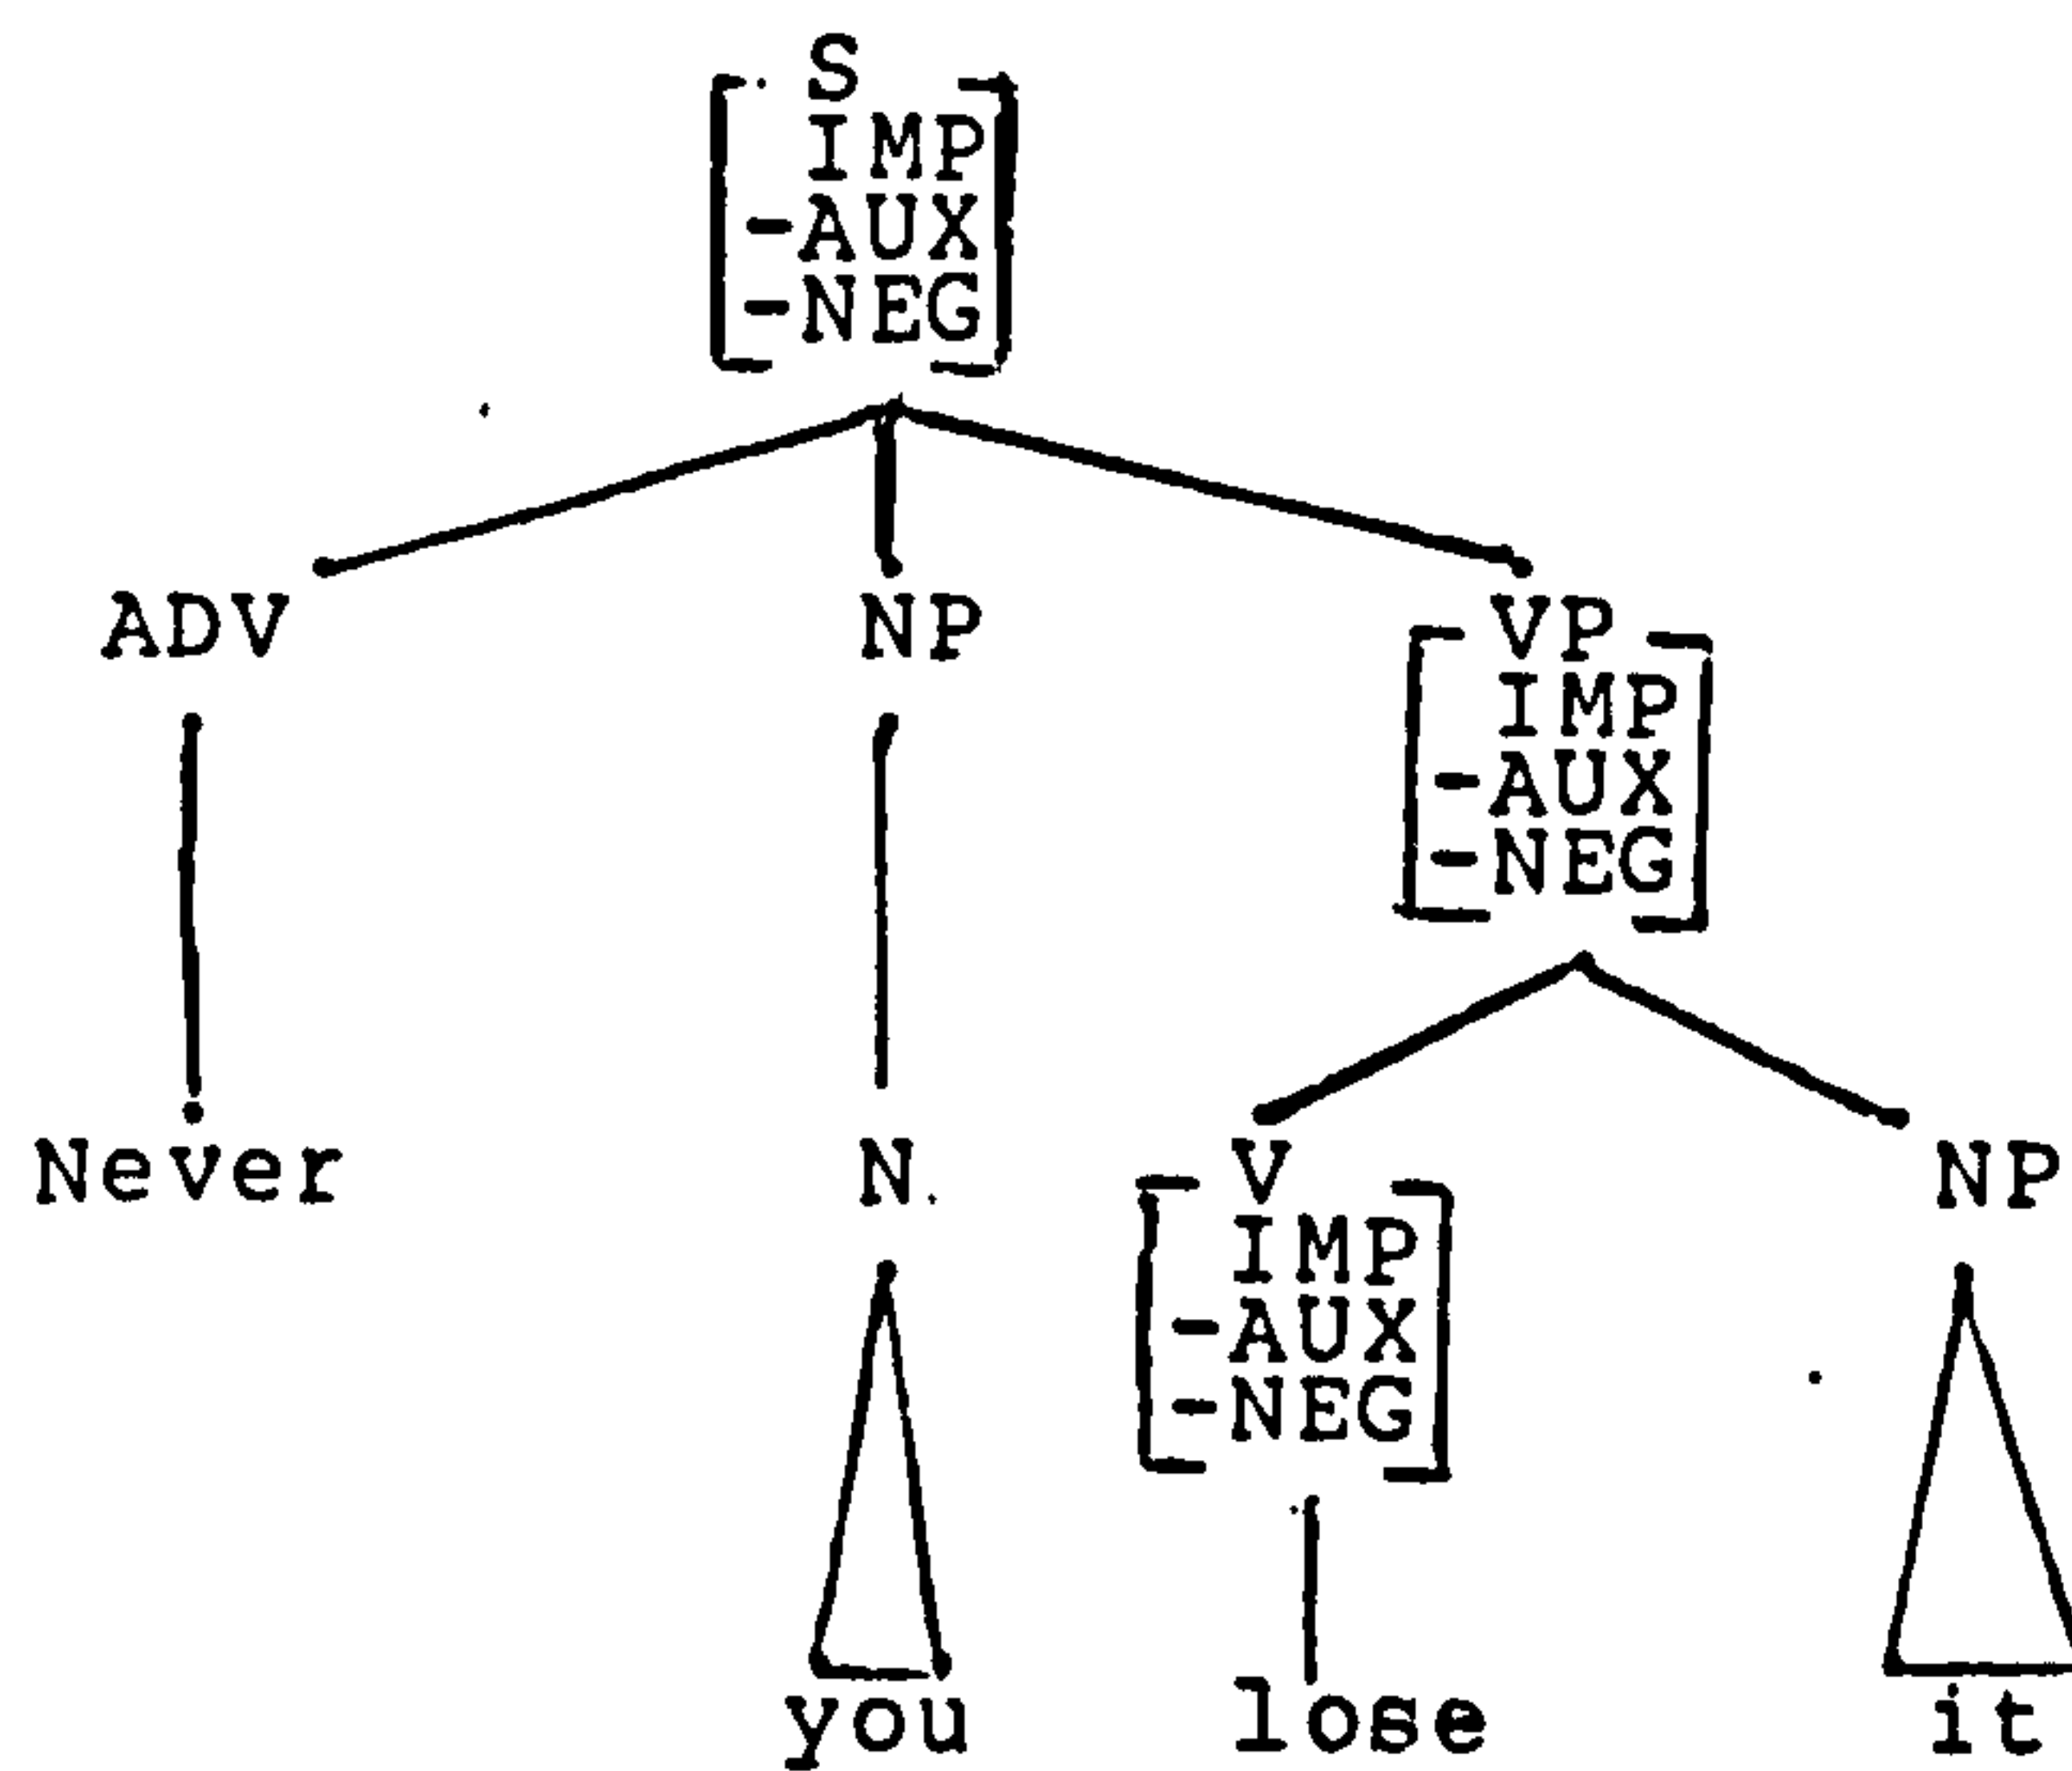 S
IMP
-AUX
-NEG
ADV NP VP
IMP
-AUX
-NEG
Never N. V NP
IMP
-AUX
-NEG
you lose it